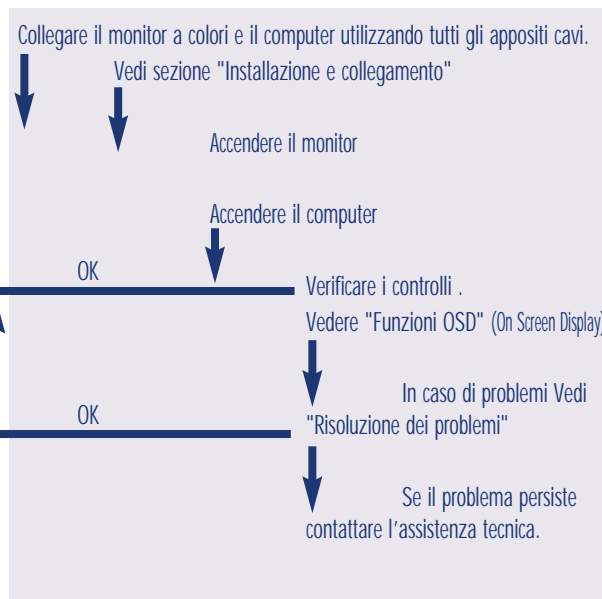 Collegare il monitor a colori e il computer utilizzando tutti gli appositi cavi.
Vedi sezione "Installazione e collegamento"
Accendere il monitor
Accendere il computer
OK
Verificare i controlli .
Vedere "Funzioni OSD" (On Screen Display)
In caso di problemi Vedi
OK
"Risoluzione dei problemi"
Se il problema persiste
contattare l'assistenza tecnica.